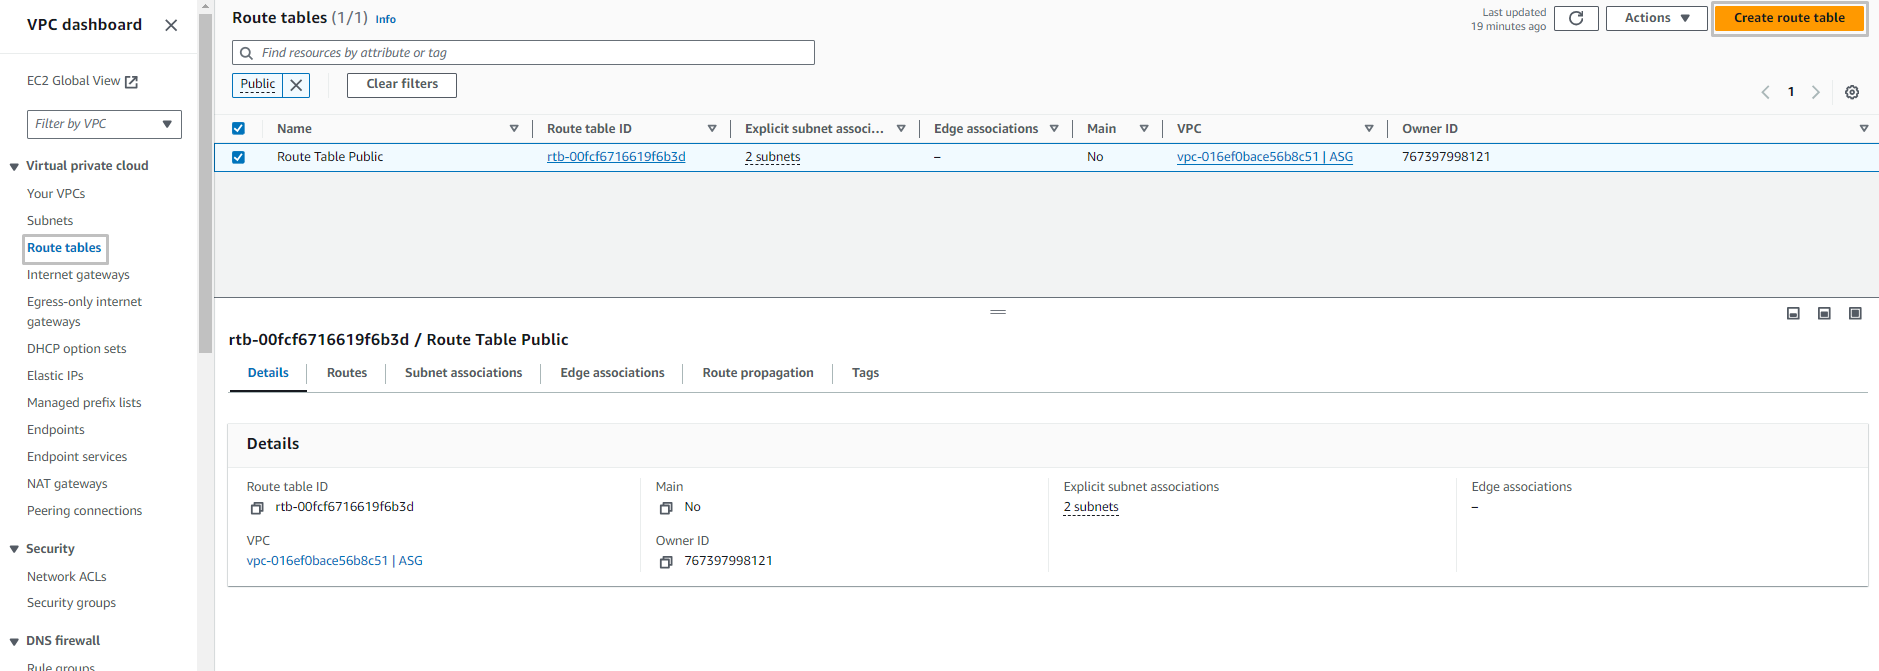 VPC dashboard
EC2 Global View
Filter by VPC
Virtual private cloud
Your VPCs
Subnets
Route tables
Internet gateways
Egress-only internet
gateways
DHCP option sets
Elastic IPs
Managed prefix lists
Endpoints
Endpoint services
NAT gateways
Peering connections
Security
Network ACLs
Security groups
DNS firewall
Rule groups
Route tables (1/1) Info
Last updated
19 minutes ago
Actions
Create route table
Find resources by attribute or tag
Public
Clear filters
1
Name Route table ID Explicit subnet associ... Edge associations Main VPC Owner ID
Route Table Public rtb-00fcf6716619f6b3d 2 subnets – No vpc-016ef0bace56b8c51 | ASG 767397998121
rtb-00fcf6716619f6b3d / Route Table Public
Details Routes Subnet associations Edge associations Route propagation Tags
Details
Route table ID
rtb-00fcf6716619f6b3d
Main
No
Explicit subnet associations
2 subnets
Edge associations
–
VPC
vpc-016ef0bace56b8c51 | ASG
Owner ID
767397998121